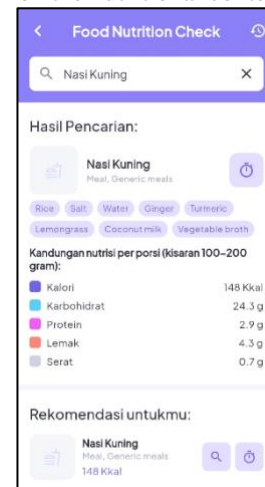 Food Nutrition Check
Nasi Kuning
Hasil Pencarian:
Nasi Kuning
Meal, Generic meals
Rice Salt Water Ginger Turmeric
Lemongrass Coconut milk Vegetable broth
Kandungan nutrisi per porsi (kisaran 100–200
gram):
Kalori 148 Kkal
Karbohidrat 24.3 g
Protein 2.9 g
Lemak 4.3 g
Serat 0.7 g
Rekomendasi untukmu:
Nasi Kuning
Meal, Generic meals
148 Kkal